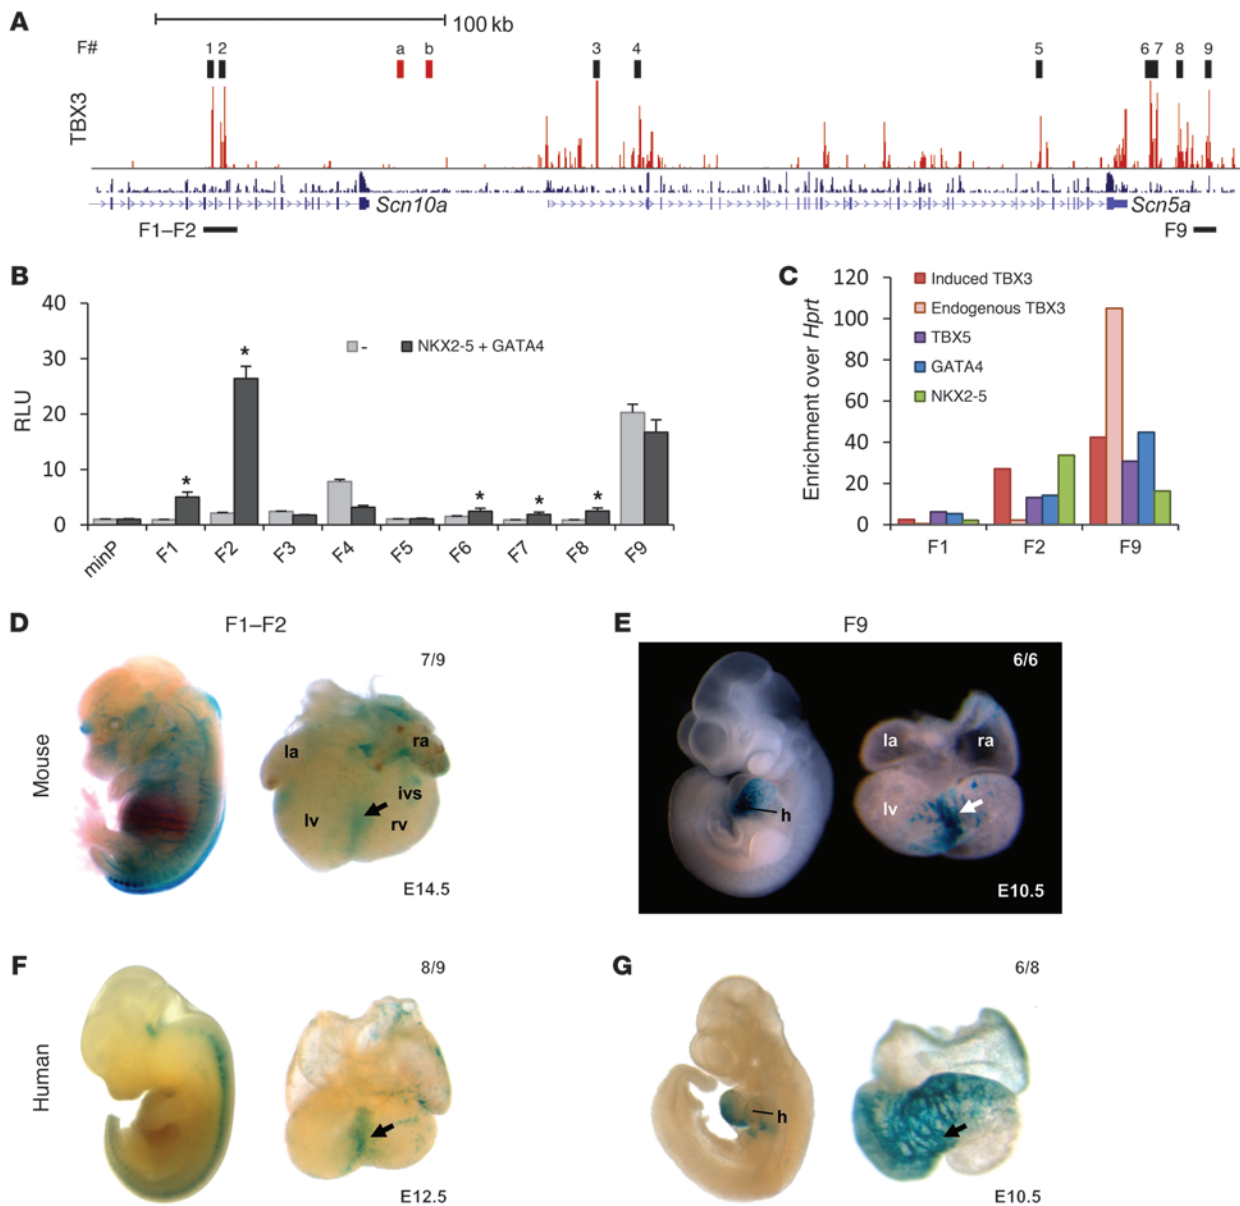 A
100 kb
F#
1 2 a b 3 4 5 6 7 8 9
TBX3
Scn10a
Scn5a
F1–F2
F9
B
40
30
20
10
0
RLU
-
NKX2-5 + GATA4
*
*
*
*
*
minP F1 F2 F3 F4 F5 F6 F7 F8 F9
C
120
100
80
60
40
20
0
Enrichment over Hprt
Induced TBX3
Endogenous TBX3
TBX5
GATA4
NKX2-5
F1 F2 F9
D
F1–F2
7/9
Mouse
la
ra
ivs
lv
rv
E14.5
E
F9
6/6
la
ra
lv
h
E10.5
F
8/9
Human
E12.5
G
6/8
h
E10.5